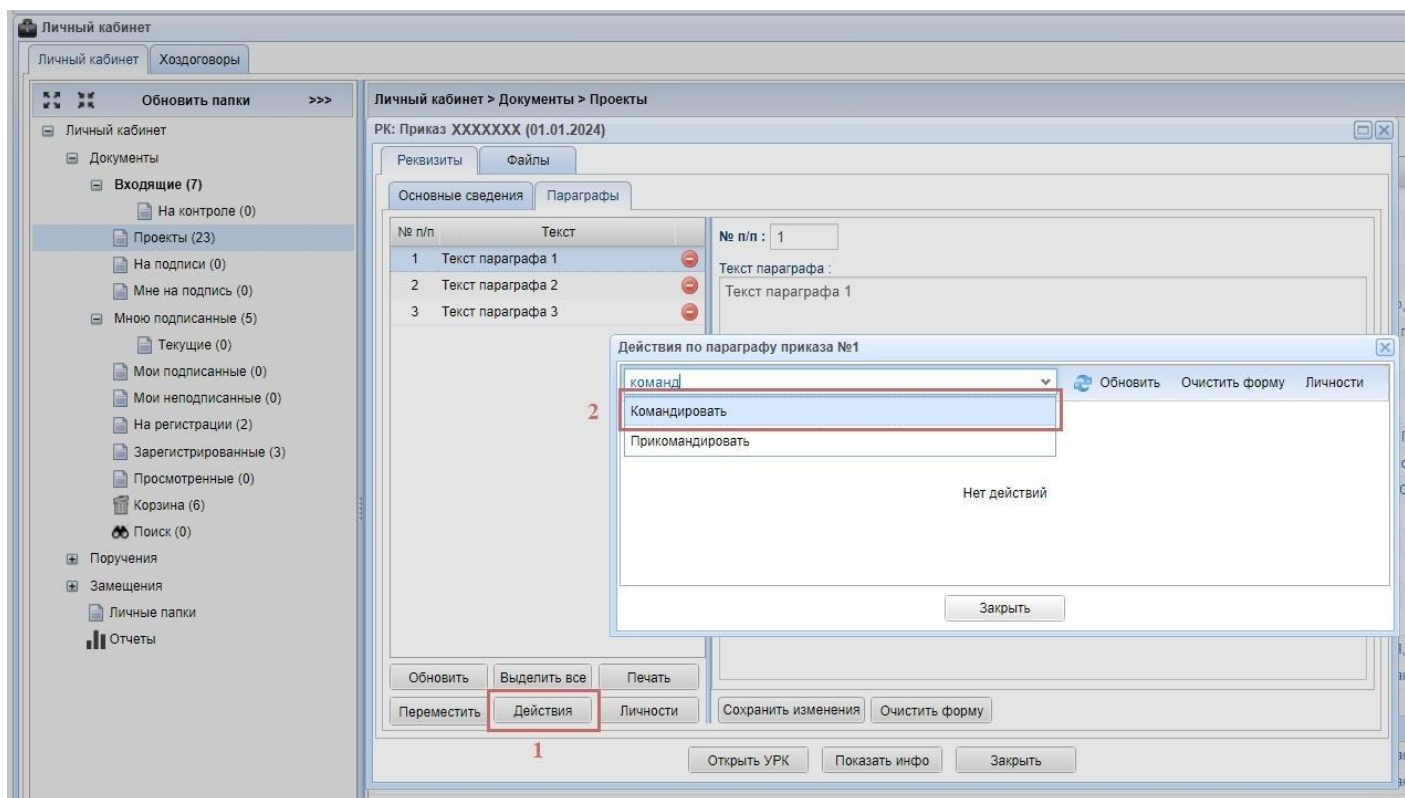 Личный кабинет
Личный кабинет Хоздоговоры
Обновить папки >>>
Личный кабинет
Документы
Входящие (7)
На контроле (0)
Проекты (23)
На подписи (0)
Мне на подпись (0)
Мною подписанные (5)
Текущие (0)
Мои подписанные (0)
Мои неподписанные (0)
На регистрации (2)
Зарегистрированные (3)
Просмотренные (0)
Корзина (6)
Поиск (0)
Поручения
Замещения
Личные папки
Отчеты
Личный кабинет > Документы > Проекты
РК: Приказ XXXXXXX (01.01.2024)
Реквизиты Файлы
Основные сведения Параграфы
№ п/п Текст
1 Текст параграфа 1
2 Текст параграфа 2
3 Текст параграфа 3
№ п/п : 1
Текст параграфа :
Текст параграфа 1
Действия по параграфу приказа №1
команд Обновить Очистить форму Личности
2 Командировать
Прикомандировать
Нет действий
Закрыть
Обновить Выделить все Печать
Переместить Действия Личности
1
Сохранить изменения Очистить форму
Открыть УРК Показать инфо Закрыть